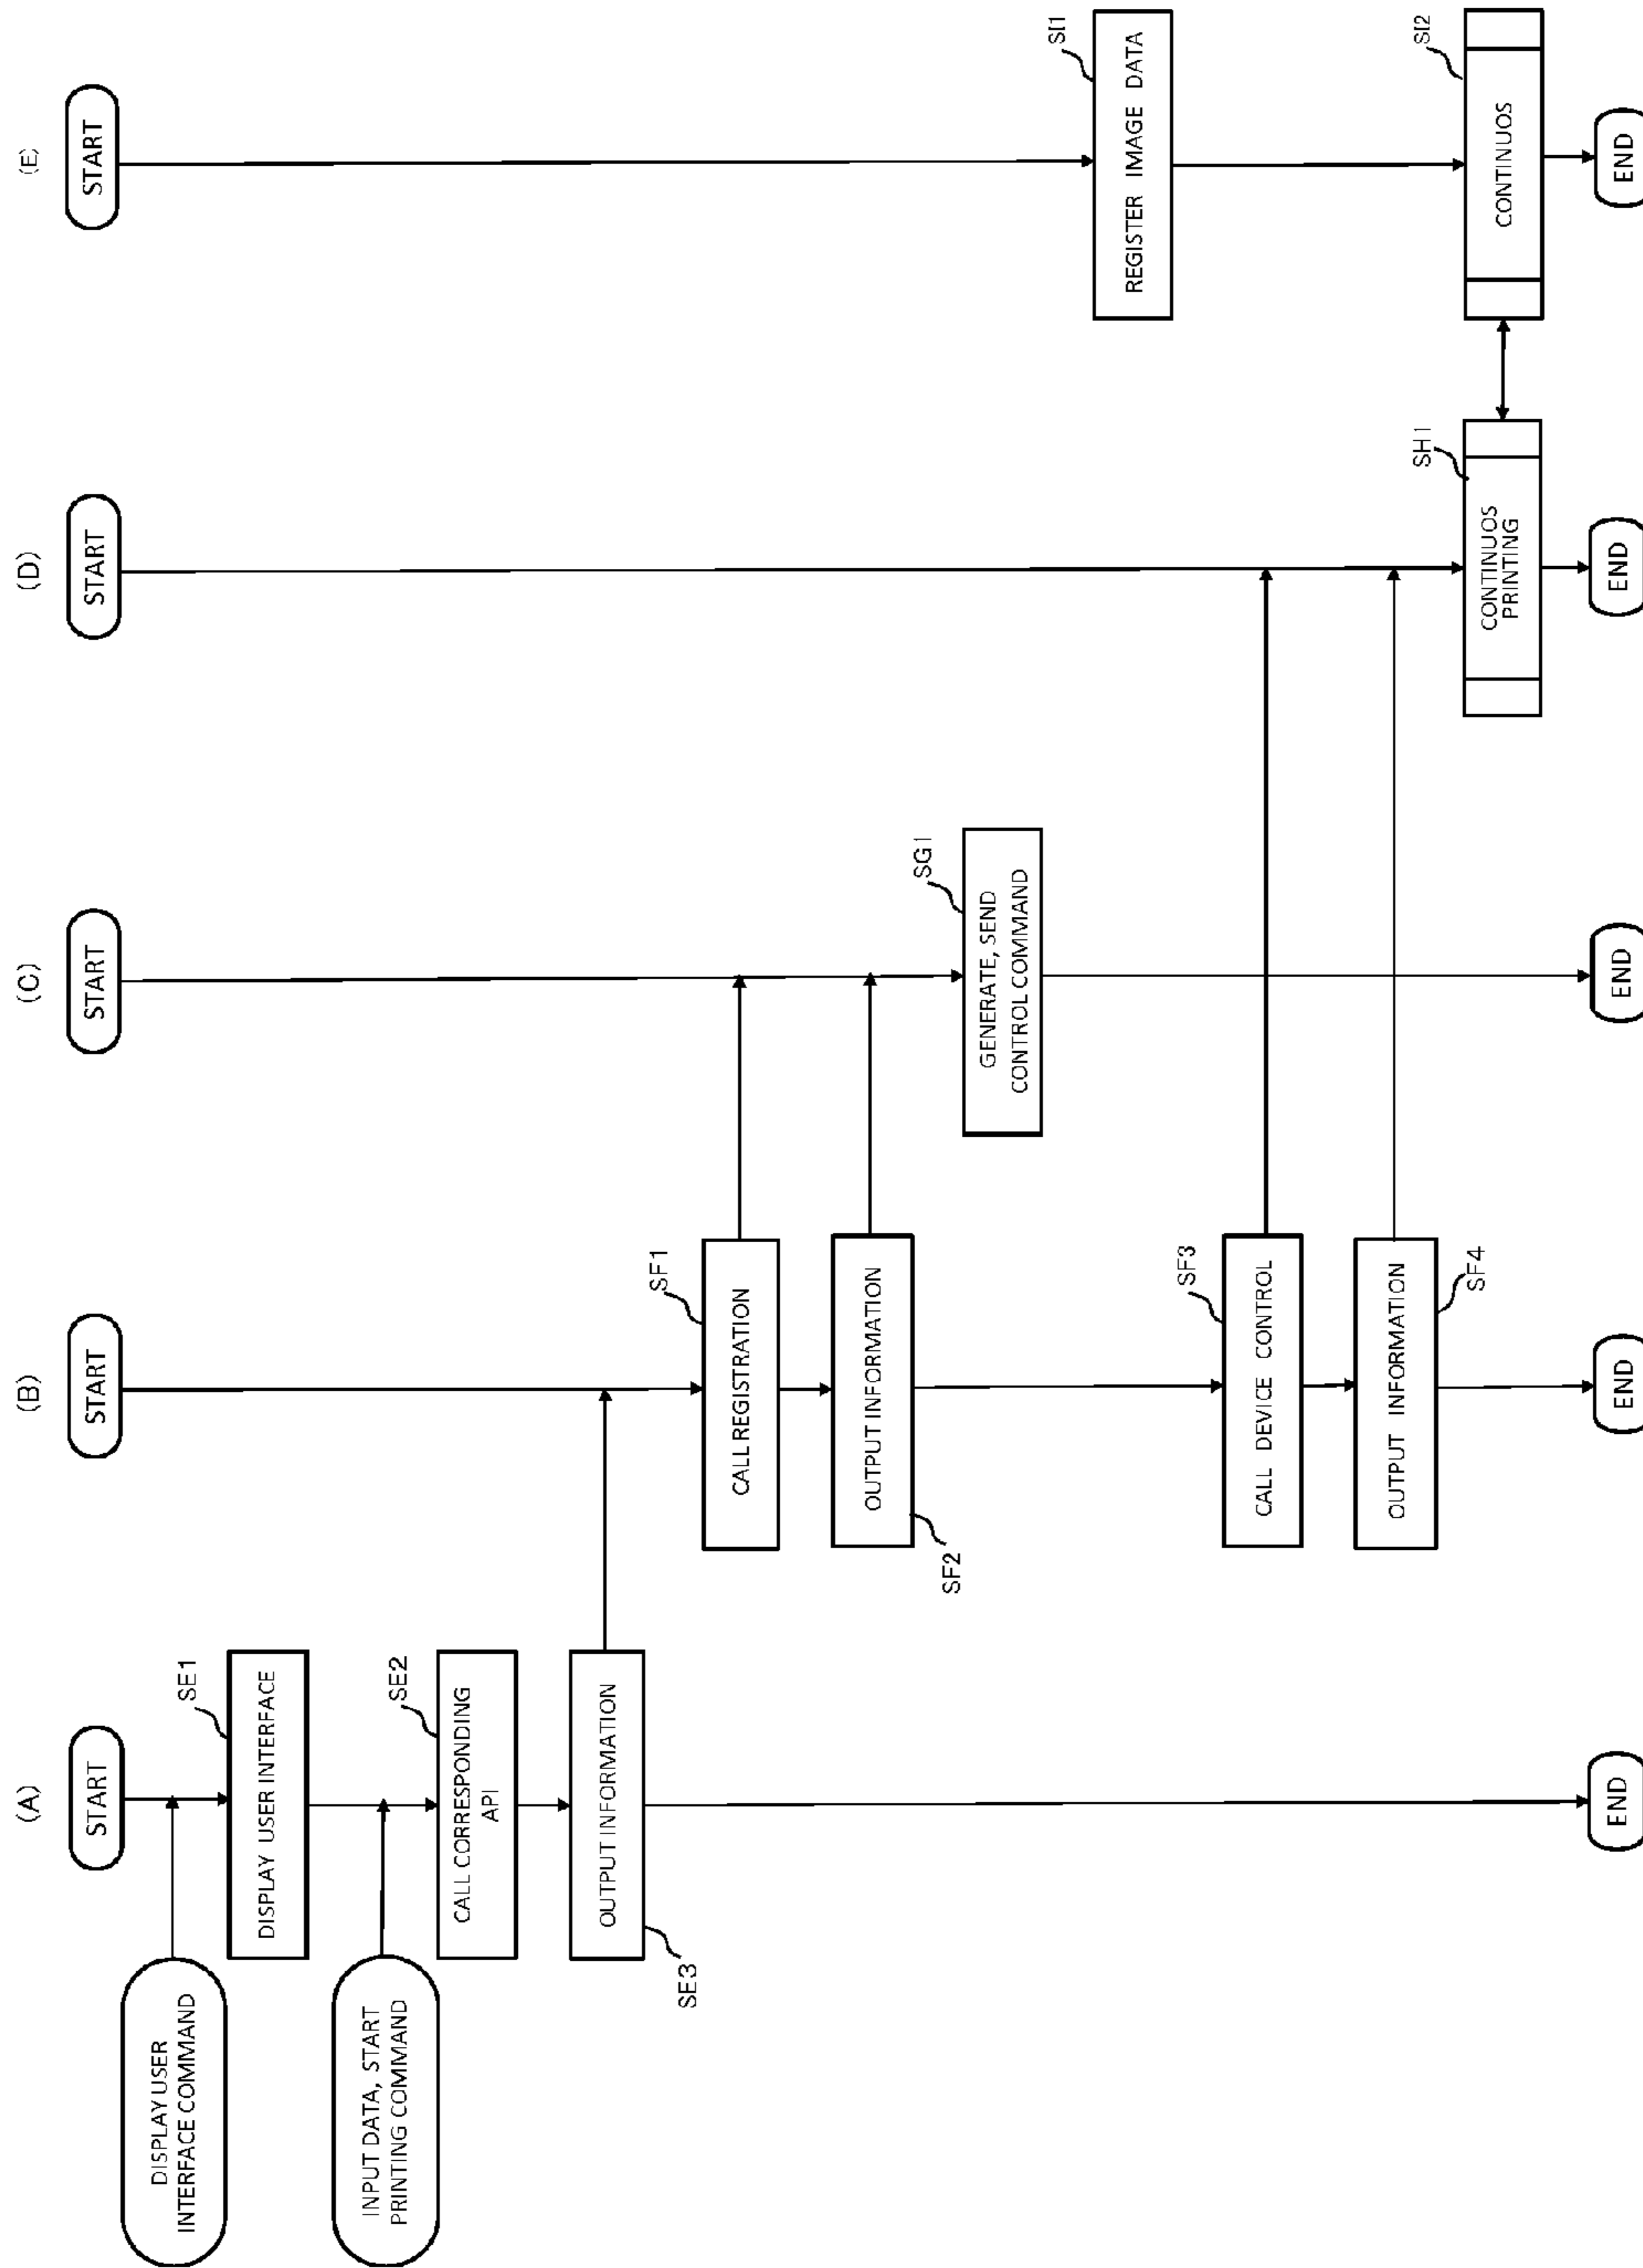 (A)
START
DISPLAY USER
INTERFACE COMMAND
SE1
DISPLAY USER INTERFACE
INPUT DATA, START
PRINTING COMMAND
SE2
CALL CORRESPONDING
API
OUTPUT INFORMATION
SE3
END
(B)
START
SF1
CALL REGISTRATION
OUTPUT INFORMATION
SF2
SF3
CALL DEVICE CONTROL
OUTPUT INFORMATION
SF4
END
(C)
START
SG1
GENERATE, SEND
CONTROL COMMAND
END
(D)
START
SH1
CONTINUOS
PRINTING
END
(E)
START
SI1
REGISTER IMAGE DATA
SI2
CONTINUOS
END